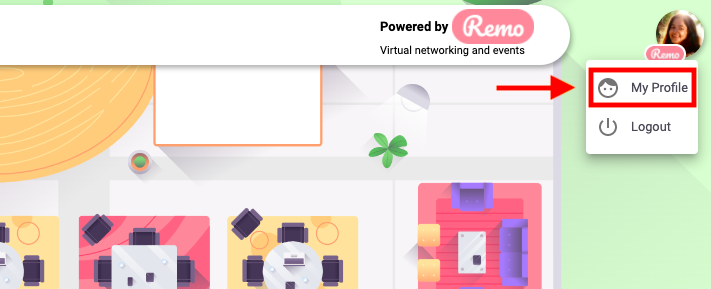 Powered by Remo
Virtual networking and events
Remo
My Profile
Logout